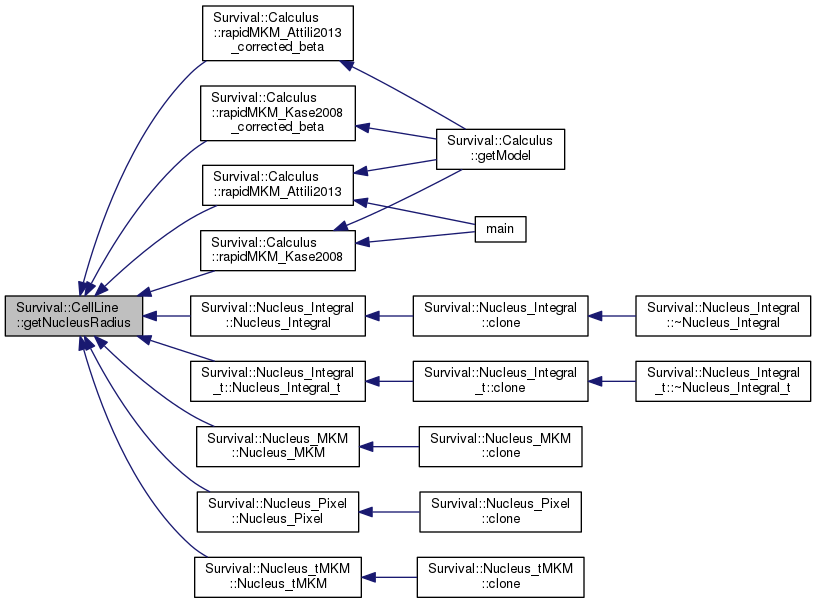 Survival::Calculus
::rapidMKM_Attili2013
_corrected_beta
Survival::Calculus
::rapidMKM_Kase2008
_corrected_beta
Survival::Calculus
::getModel
Survival::Calculus
::rapidMKM_Attili2013
main
Survival::Calculus
::rapidMKM_Kase2008
Survival::CellLine
::getNucleusRadius
Survival::Nucleus_Integral
::Nucleus_Integral
Survival::Nucleus_Integral
::clone
Survival::Nucleus_Integral
::~Nucleus_Integral
Survival::Nucleus_Integral
_t::Nucleus_Integral_t
Survival::Nucleus_Integral
_t::clone
Survival::Nucleus_Integral
_t::~Nucleus_Integral_t
Survival::Nucleus_MKM
::Nucleus_MKM
Survival::Nucleus_MKM
::clone
Survival::Nucleus_Pixel
::Nucleus_Pixel
Survival::Nucleus_Pixel
::clone
Survival::Nucleus_tMKM
::Nucleus_tMKM
Survival::Nucleus_tMKM
::clone